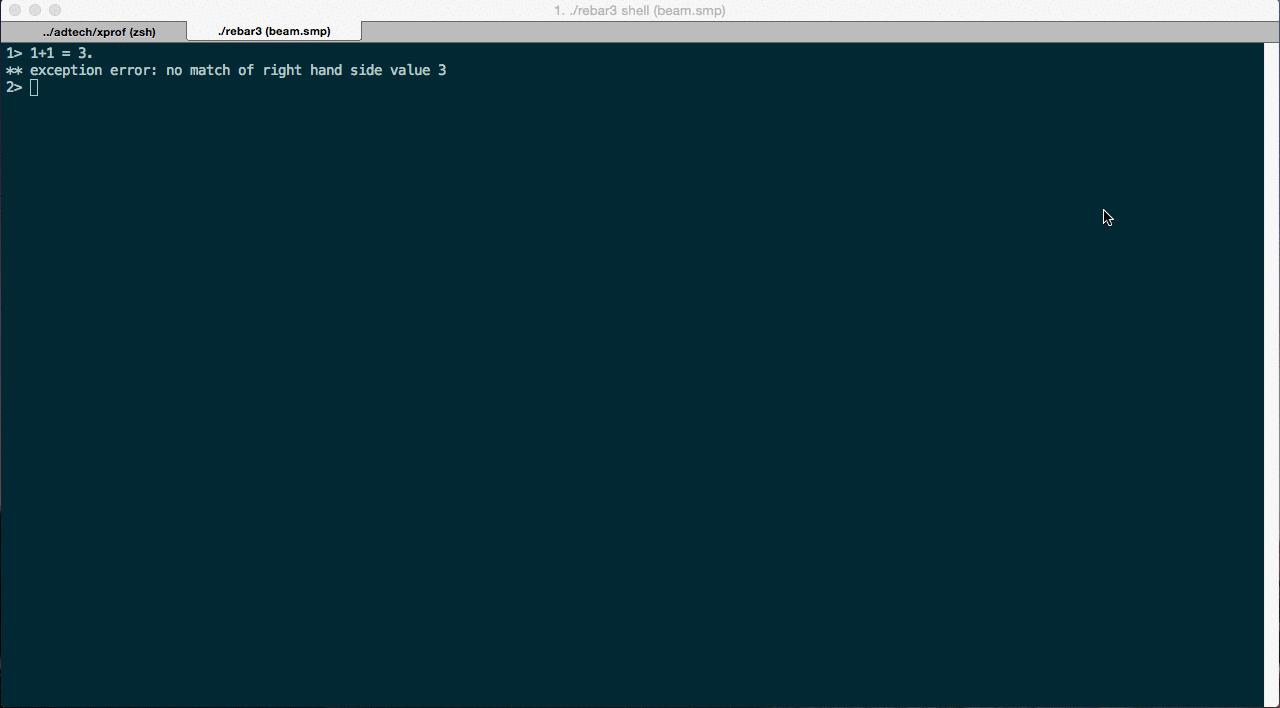 1. ./rebar3 shell (beam.smp)
../adtech/xprof (zsh) ./rebar3 (beam.smp)
1> 1+1 = 3.
** exception error: no match of right hand side value 3
2>